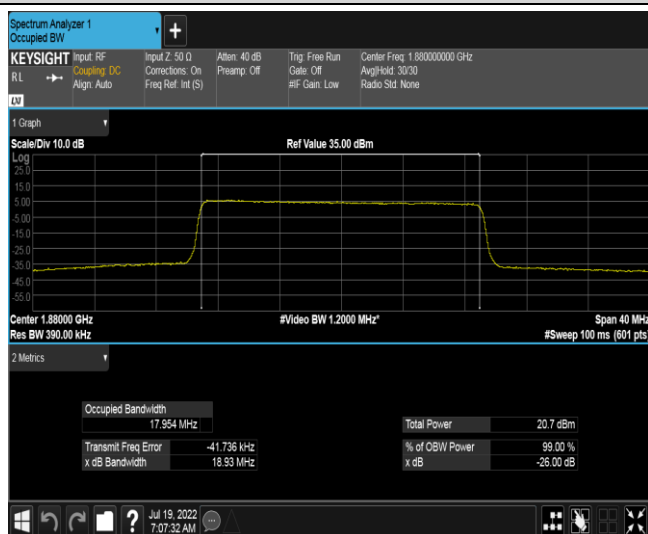 Spectrum Analyzer 1
Occupied BW
+
KEYSIGHT
RL
LXI
Input: RF
Coupling: DC
Align: Auto
Input Z: 50 Ω
Corrections: On
Freq Ref: Int (S)
Atten: 40 dB
Preamp: Off
Trig: Free Run
Gate: Off
#IF Gain: Low
Center Freq: 1.880000000 GHz
Avg|Hold: 30/30
Radio Std: None
1 Graph
Scale/Div 10.0 dB
Ref Value 35.00 dBm
Log
25.0
15.0
5.00
-5.00
-15.0
-25.0
-35.0
-45.0
-55.0
Center 1.88000 GHz
#Video BW 1.2000 MHz*
Span 40 MHz
Res BW 390.00 kHz
#Sweep 100 ms (601 pts)
2 Metrics
Occupied Bandwidth
17.954 MHz
Total Power 20.7 dBm
Transmit Freq Error -41.736 kHz
% of OBW Power 99.00 %
x dB Bandwidth 18.93 MHz
x dB -26.00 dB
?
Jul 19, 2022
7:07:32 AM
...